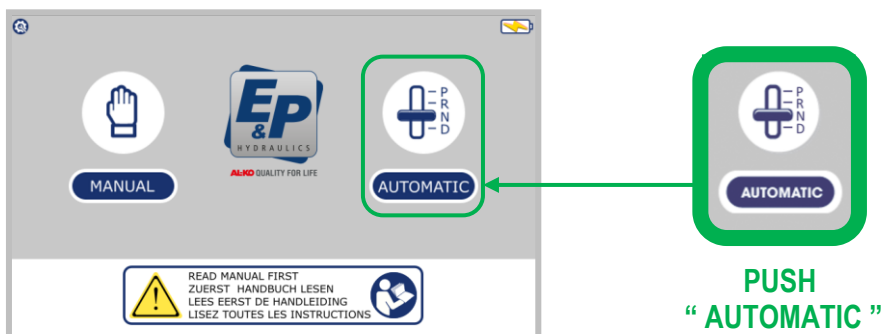 P
R
N
D
E&P
HYDRAULICS
AL-KO QUALITY FOR LIFE
MANUAL
AUTOMATIC
READ MANUAL FIRST
ZUERST HANDBUCH LESEN
LEES EERST DE HANDLEIDING
LISEZ TOUTES LES INSTRUCTIONS
P
R
N
D
AUTOMATIC
PUSH
“ AUTOMATIC ”